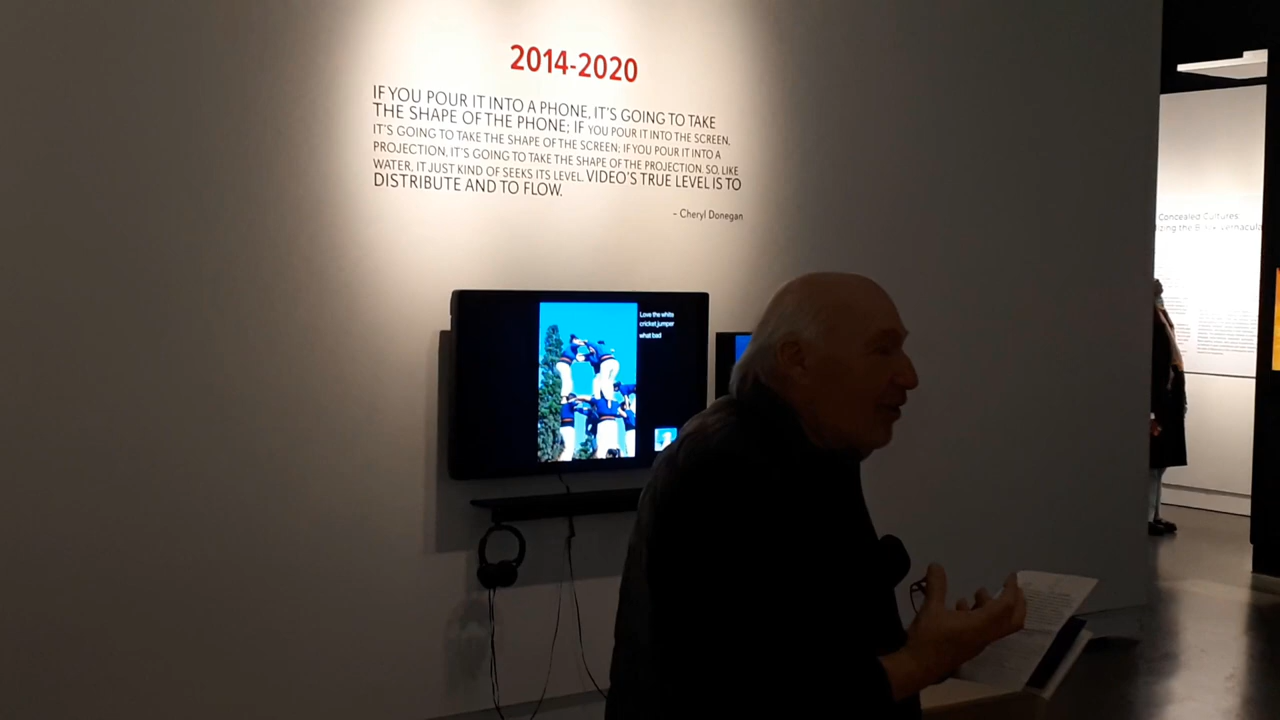 2014-2020
IF YOU POUR IT INTO A PHONE, IT'S GOING TO TAKE
THE SHAPE OF THE PHONE; IF YOU POUR IT INTO THE SCREEN,
IT'S GOING TO TAKE THE SHAPE OF THE SCREEN; IF YOU POUR IT INTO A
PROJECTION, IT'S GOING TO TAKE THE SHAPE OF THE PROJECTION. SO, LIKE
WATER, IT JUST KIND OF SEEKS ITS LEVEL. VIDEO'S TRUE LEVEL IS TO
DISTRIBUTE AND TO FLOW.
– Cheryl Donegan
Love the white
cricket jumper
what bad
Concealed Cultures:
the